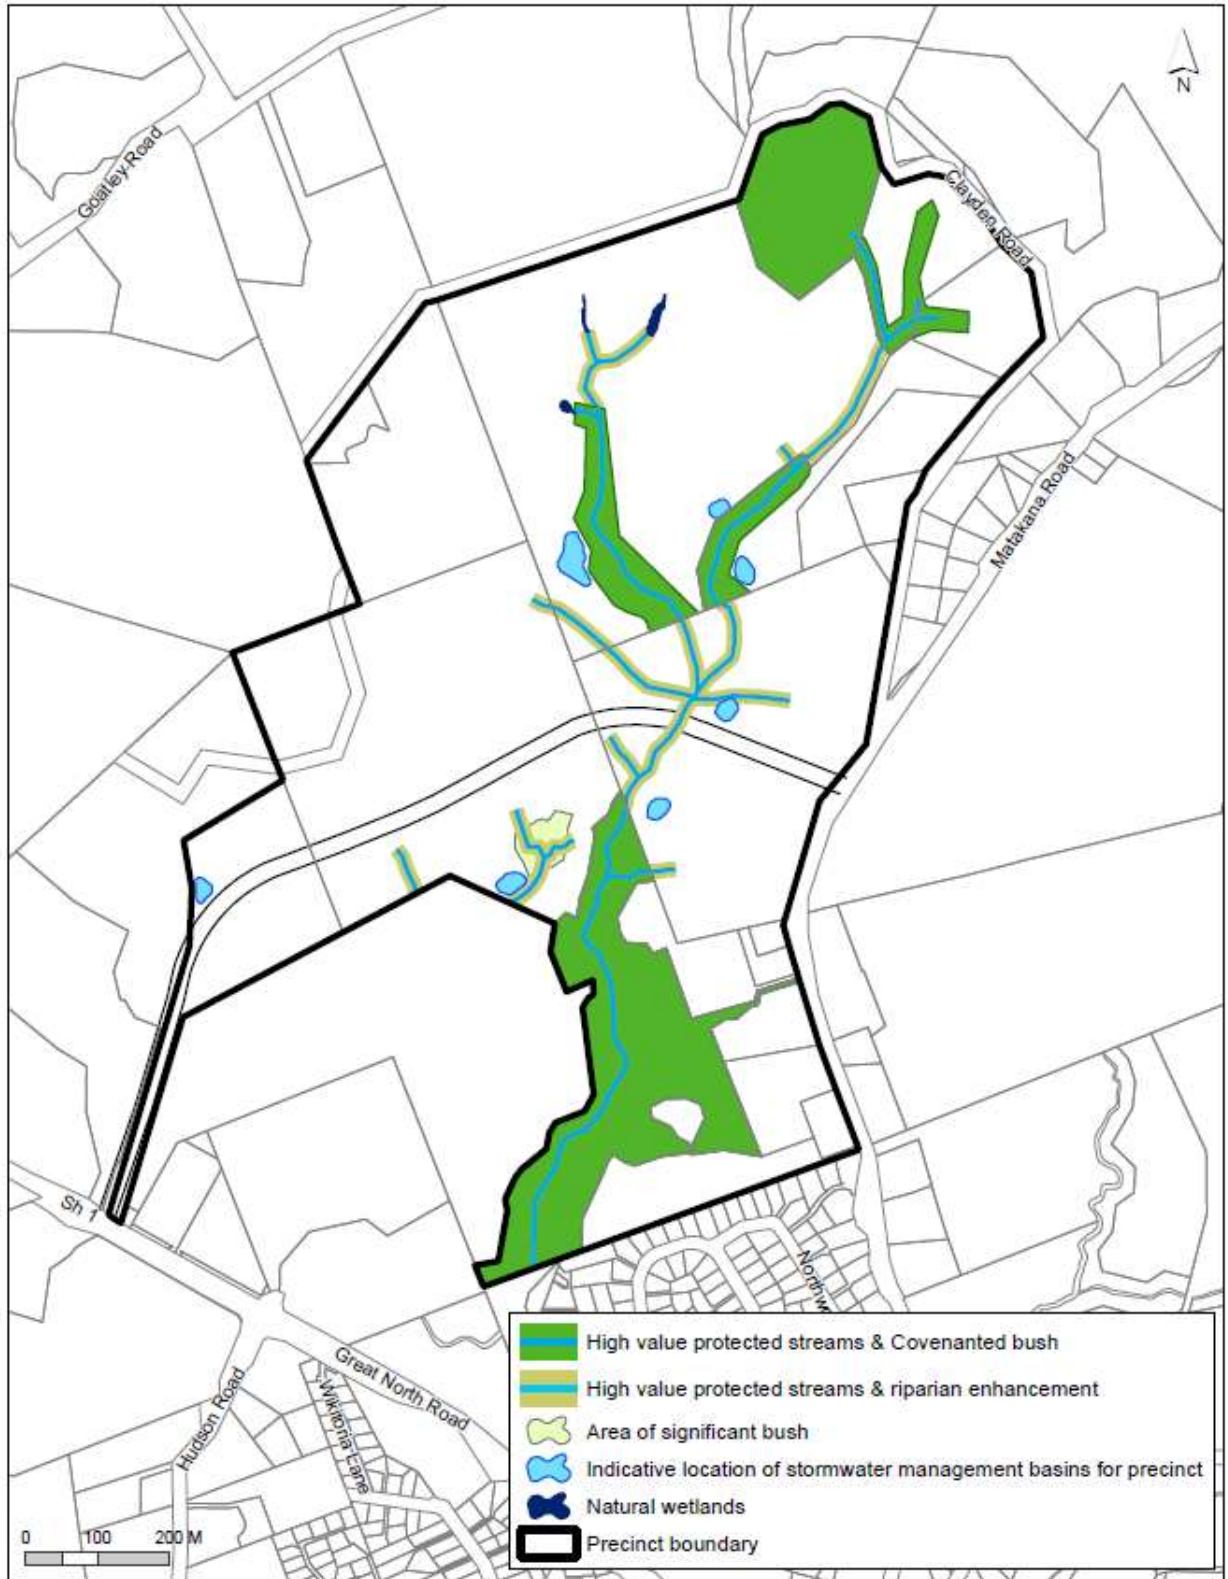 N
Goatley Road
Clayden Road
Matakana Road
Sh 1
Northw
Great North Road
Hudson Road
Wikitoria Lane
High value protected streams & Covenanted bush
High value protected streams & riparian enhancement
Area of significant bush
Indicative location of stormwater management basins for precinct
Natural wetlands
Precinct boundary
0 100 200 M